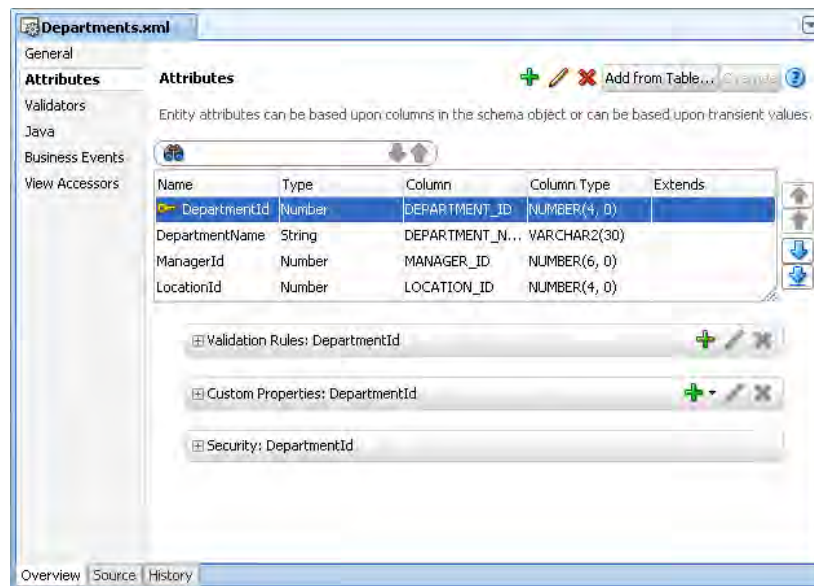 Departments.xml
General
Attributes
Validators
Java
Business Events
View Accessors
Attributes
Add from Table...
Entity attributes can be based upon columns in the schema object or can be based upon transient values.
Name Type Column Column Type Extends
DepartmentId Number DEPARTMENT_ID NUMBER(4, 0)
DepartmentName String DEPARTMENT_N... VARCHAR2(30)
ManagerId Number MANAGER_ID NUMBER(6, 0)
LocationId Number LOCATION_ID NUMBER(4, 0)
Validation Rules: DepartmentId
Custom Properties: DepartmentId
Security: DepartmentId
Overview Source History